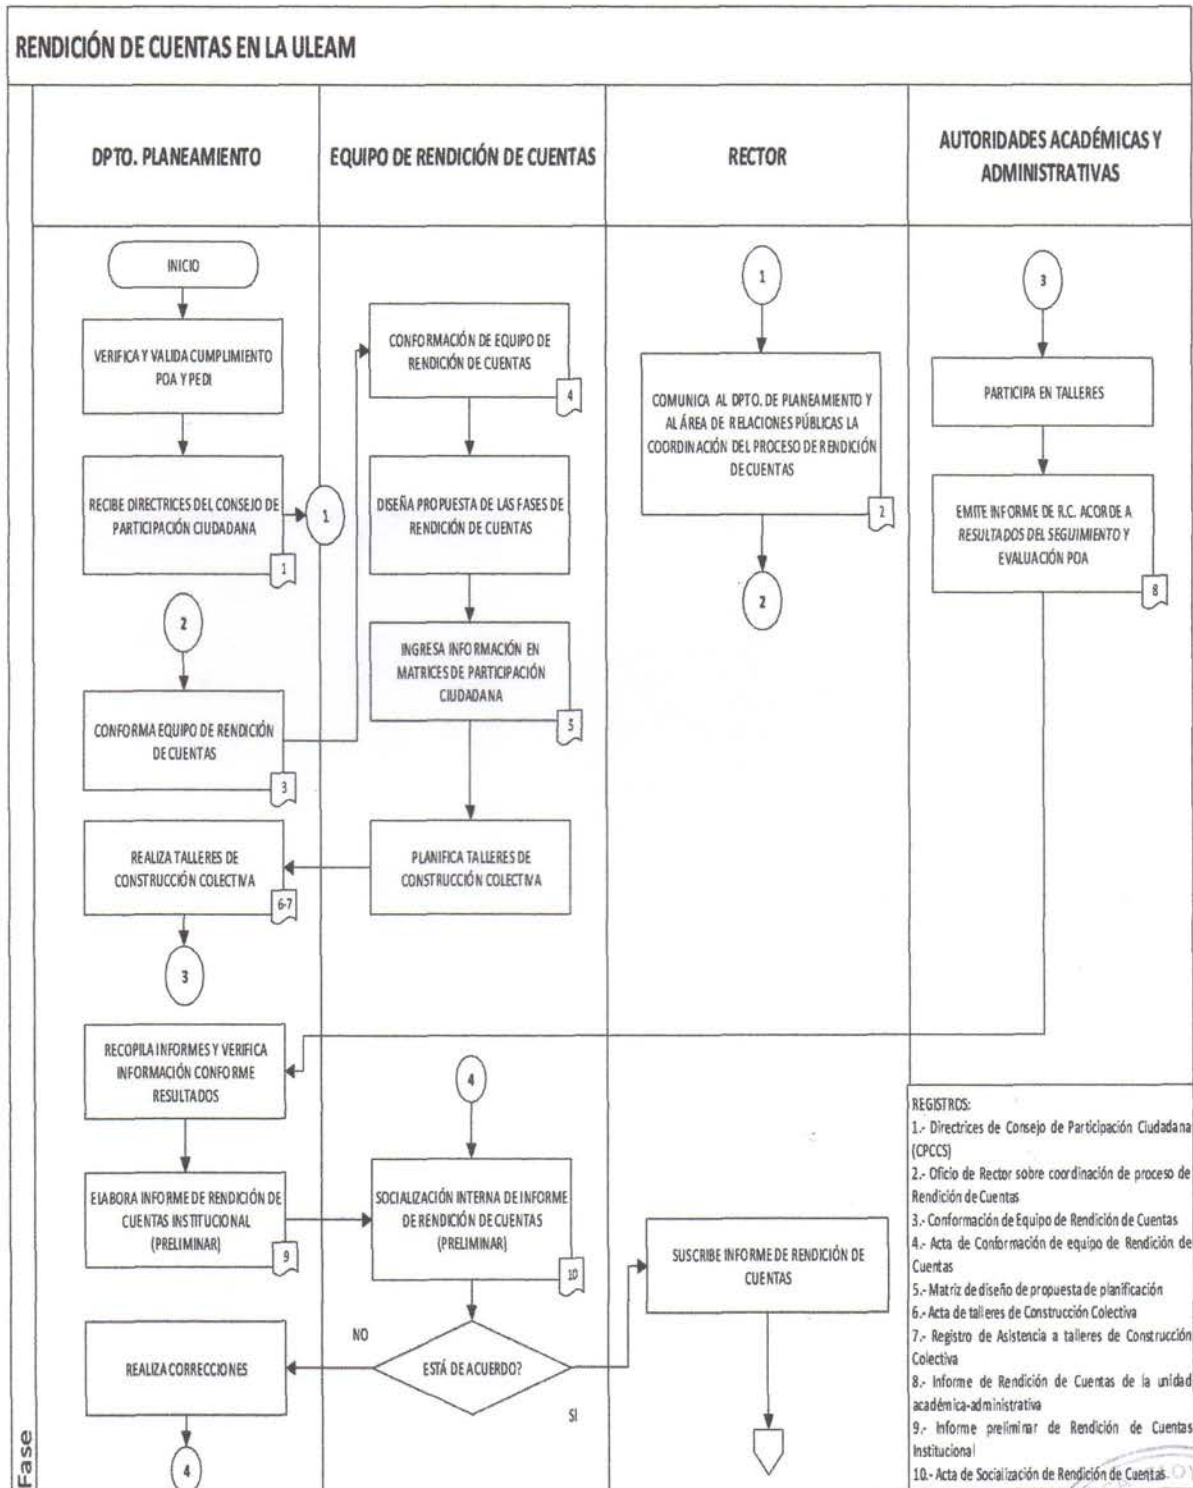 RENDICIÓN DE CUENTAS EN LA ULEAM
DPTO. PLANEAMIENTO
EQUIPO DE RENDICIÓN DE CUENTAS
RECTOR
AUTORIDADES ACADÉMICAS Y
ADMINISTRATIVAS
INICIO
VERIFICA Y VALIDA CUMPLIMIENTO
POA Y PEDI
RECIBE DIRECTRICES DEL CONSEJO DE
PARTICIPACIÓN CIUDADANA
1
1
2
CONFORMA EQUIPO DE RENDICIÓN
DE CUENTAS
3
REALIZA TALLERES DE
CONSTRUCCIÓN COLECTIVA
6-7
3
RECOPILA INFORMES Y VERIFICA
INFORMACIÓN CONFORME
RESULTADOS
ELABORA INFORME DE RENDICIÓN DE
CUENTAS INSTITUCIONAL
(PRELIMINAR)
9
REALIZA CORRECCIONES
4
CONFORMACIÓN DE EQUIPO DE
RENDICIÓN DE CUENTAS
4
DISEÑA PROPUESTA DE LAS FASES DE
RENDICIÓN DE CUENTAS
INGRESA INFORMACIÓN EN
MATRICES DE PARTICIPACIÓN
CIUDADANA
5
PLANIFICA TALLERES DE
CONSTRUCCIÓN COLECTIVA
4
SOCIALIZACIÓN INTERNA DE INFORME
DE RENDICIÓN DE CUENTAS
(PRELIMINAR)
10
NO
ESTÁ DE ACUERDO?
SI
1
COMUNICA AL DPTO. DE PLANEAMIENTO Y
AL ÁREA DE RELACIONES PÚBLICAS LA
COORDINACIÓN DEL PROCESO DE RENDICIÓN
DE CUENTAS
2
2
SUSCRIBE INFORME DE RENDICIÓN DE
CUENTAS
3
PARTICIPA EN TALLERES
EMITE INFORME DE R.C. ACORDE A
RESULTADOS DEL SEGUIMIENTO Y
EVALUACIÓN POA
8
REGISTROS:
1.- Directrices de Consejo de Participación Ciudadana
(CPCCS)
2.- Oficio de Rector sobre coordinación de proceso de
Rendición de Cuentas
3.- Conformación de Equipo de Rendición de Cuentas
4.- Acta de Conformación de equipo de Rendición de
Cuentas
5.- Matriz de diseño de propuesta de planificación
6.- Acta de talleres de Construcción Colectiva
7.- Registro de Asistencia a talleres de Construcción
Colectiva
8.- Informe de Rendición de Cuentas de la unidad
académica-administrativa
9.- Informe preliminar de Rendición de Cuentas
Institucional
10.- Acta de Socialización de Rendición de Cuentas
Fase